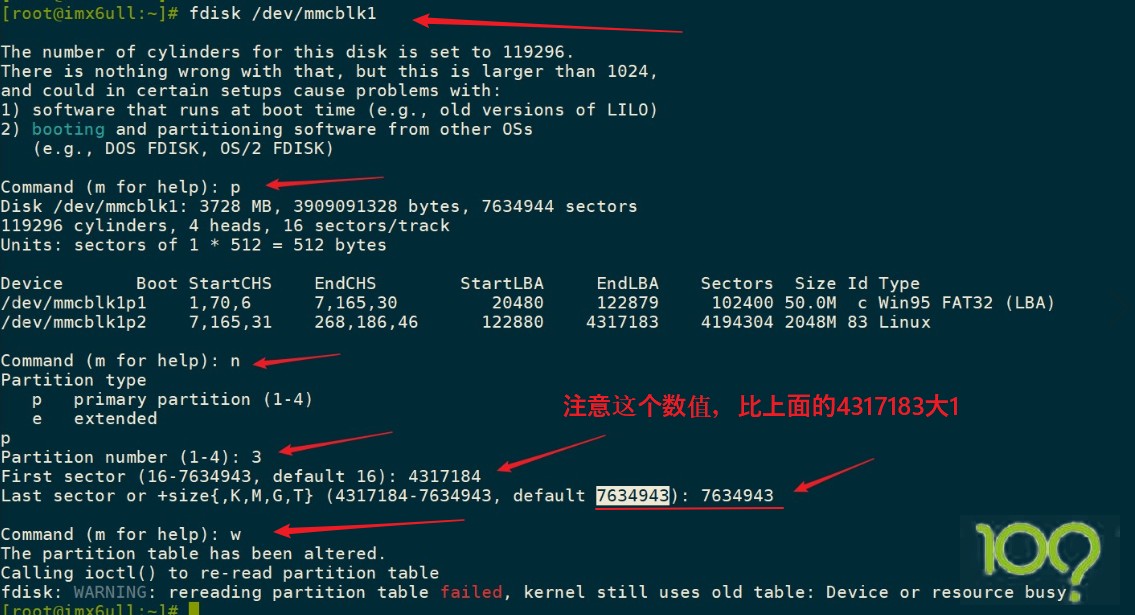 [root@imx6ull:~]# fdisk /dev/mmcblk1
The number of cylinders for this disk is set to 119296.
There is nothing wrong with that, but this is larger than 1024,
and could in certain setups cause problems with:
1) software that runs at boot time (e.g., old versions of LILO)
2) booting and partitioning software from other OSs
   (e.g., DOS FDISK, OS/2 FDISK)
Command (m for help): p
Disk /dev/mmcblk1: 3728 MB, 3909091328 bytes, 7634944 sectors
119296 cylinders, 4 heads, 16 sectors/track
Units: sectors of 1 * 512 = 512 bytes
Device       Boot StartCHS    EndCHS        StartLBA     EndLBA    Sectors  Size Id Type
/dev/mmcblk1p1    1,70,6      7,165,30         20480     122879     102400 50.0M  c Win95 FAT32 (LBA)
/dev/mmcblk1p2    7,165,31    268,186,46      122880    4317183    4194304 2048M 83 Linux
Command (m for help): n
Partition type
   p   primary partition (1-4)
   e   extended
注意这个数值，比上面的4317183大1
p
Partition number (1-4): 3
First sector (16-7634943, default 16): 4317184
Last sector or +size{,K,M,G,T} (4317184-7634943, default 7634943): 7634943
Command (m for help): w
The partition table has been altered.
Calling ioctl() to re-read partition table
fdisk: WARNING: rereading partition table failed, kernel still uses old table: Device or resource busy
[root@imx6ull:~]#
100